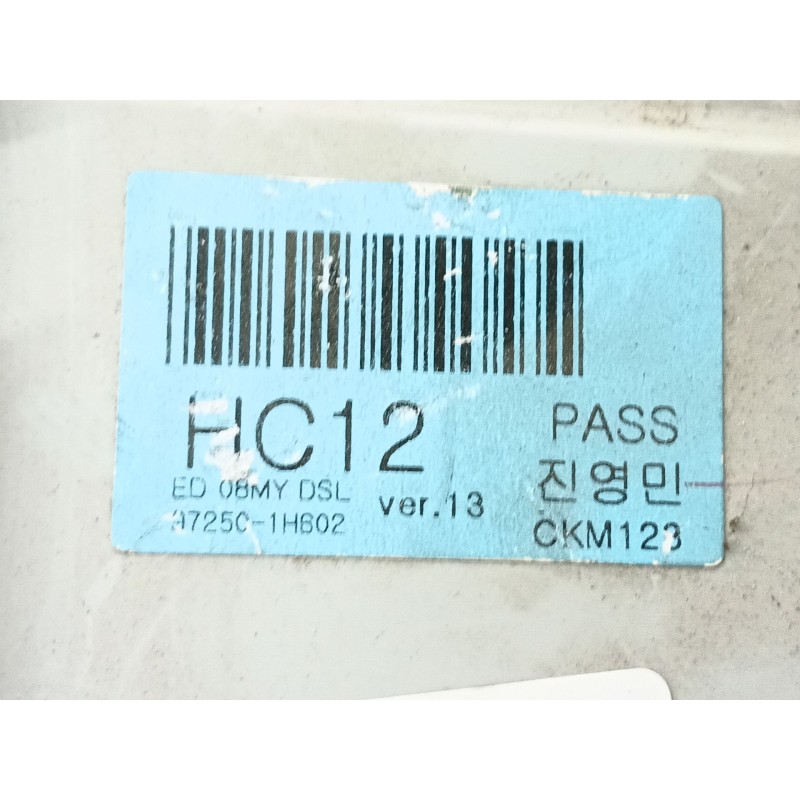 HC12
PASS
ED 08MY DSL
ver.13
진영민
97250-1H602
CKM123